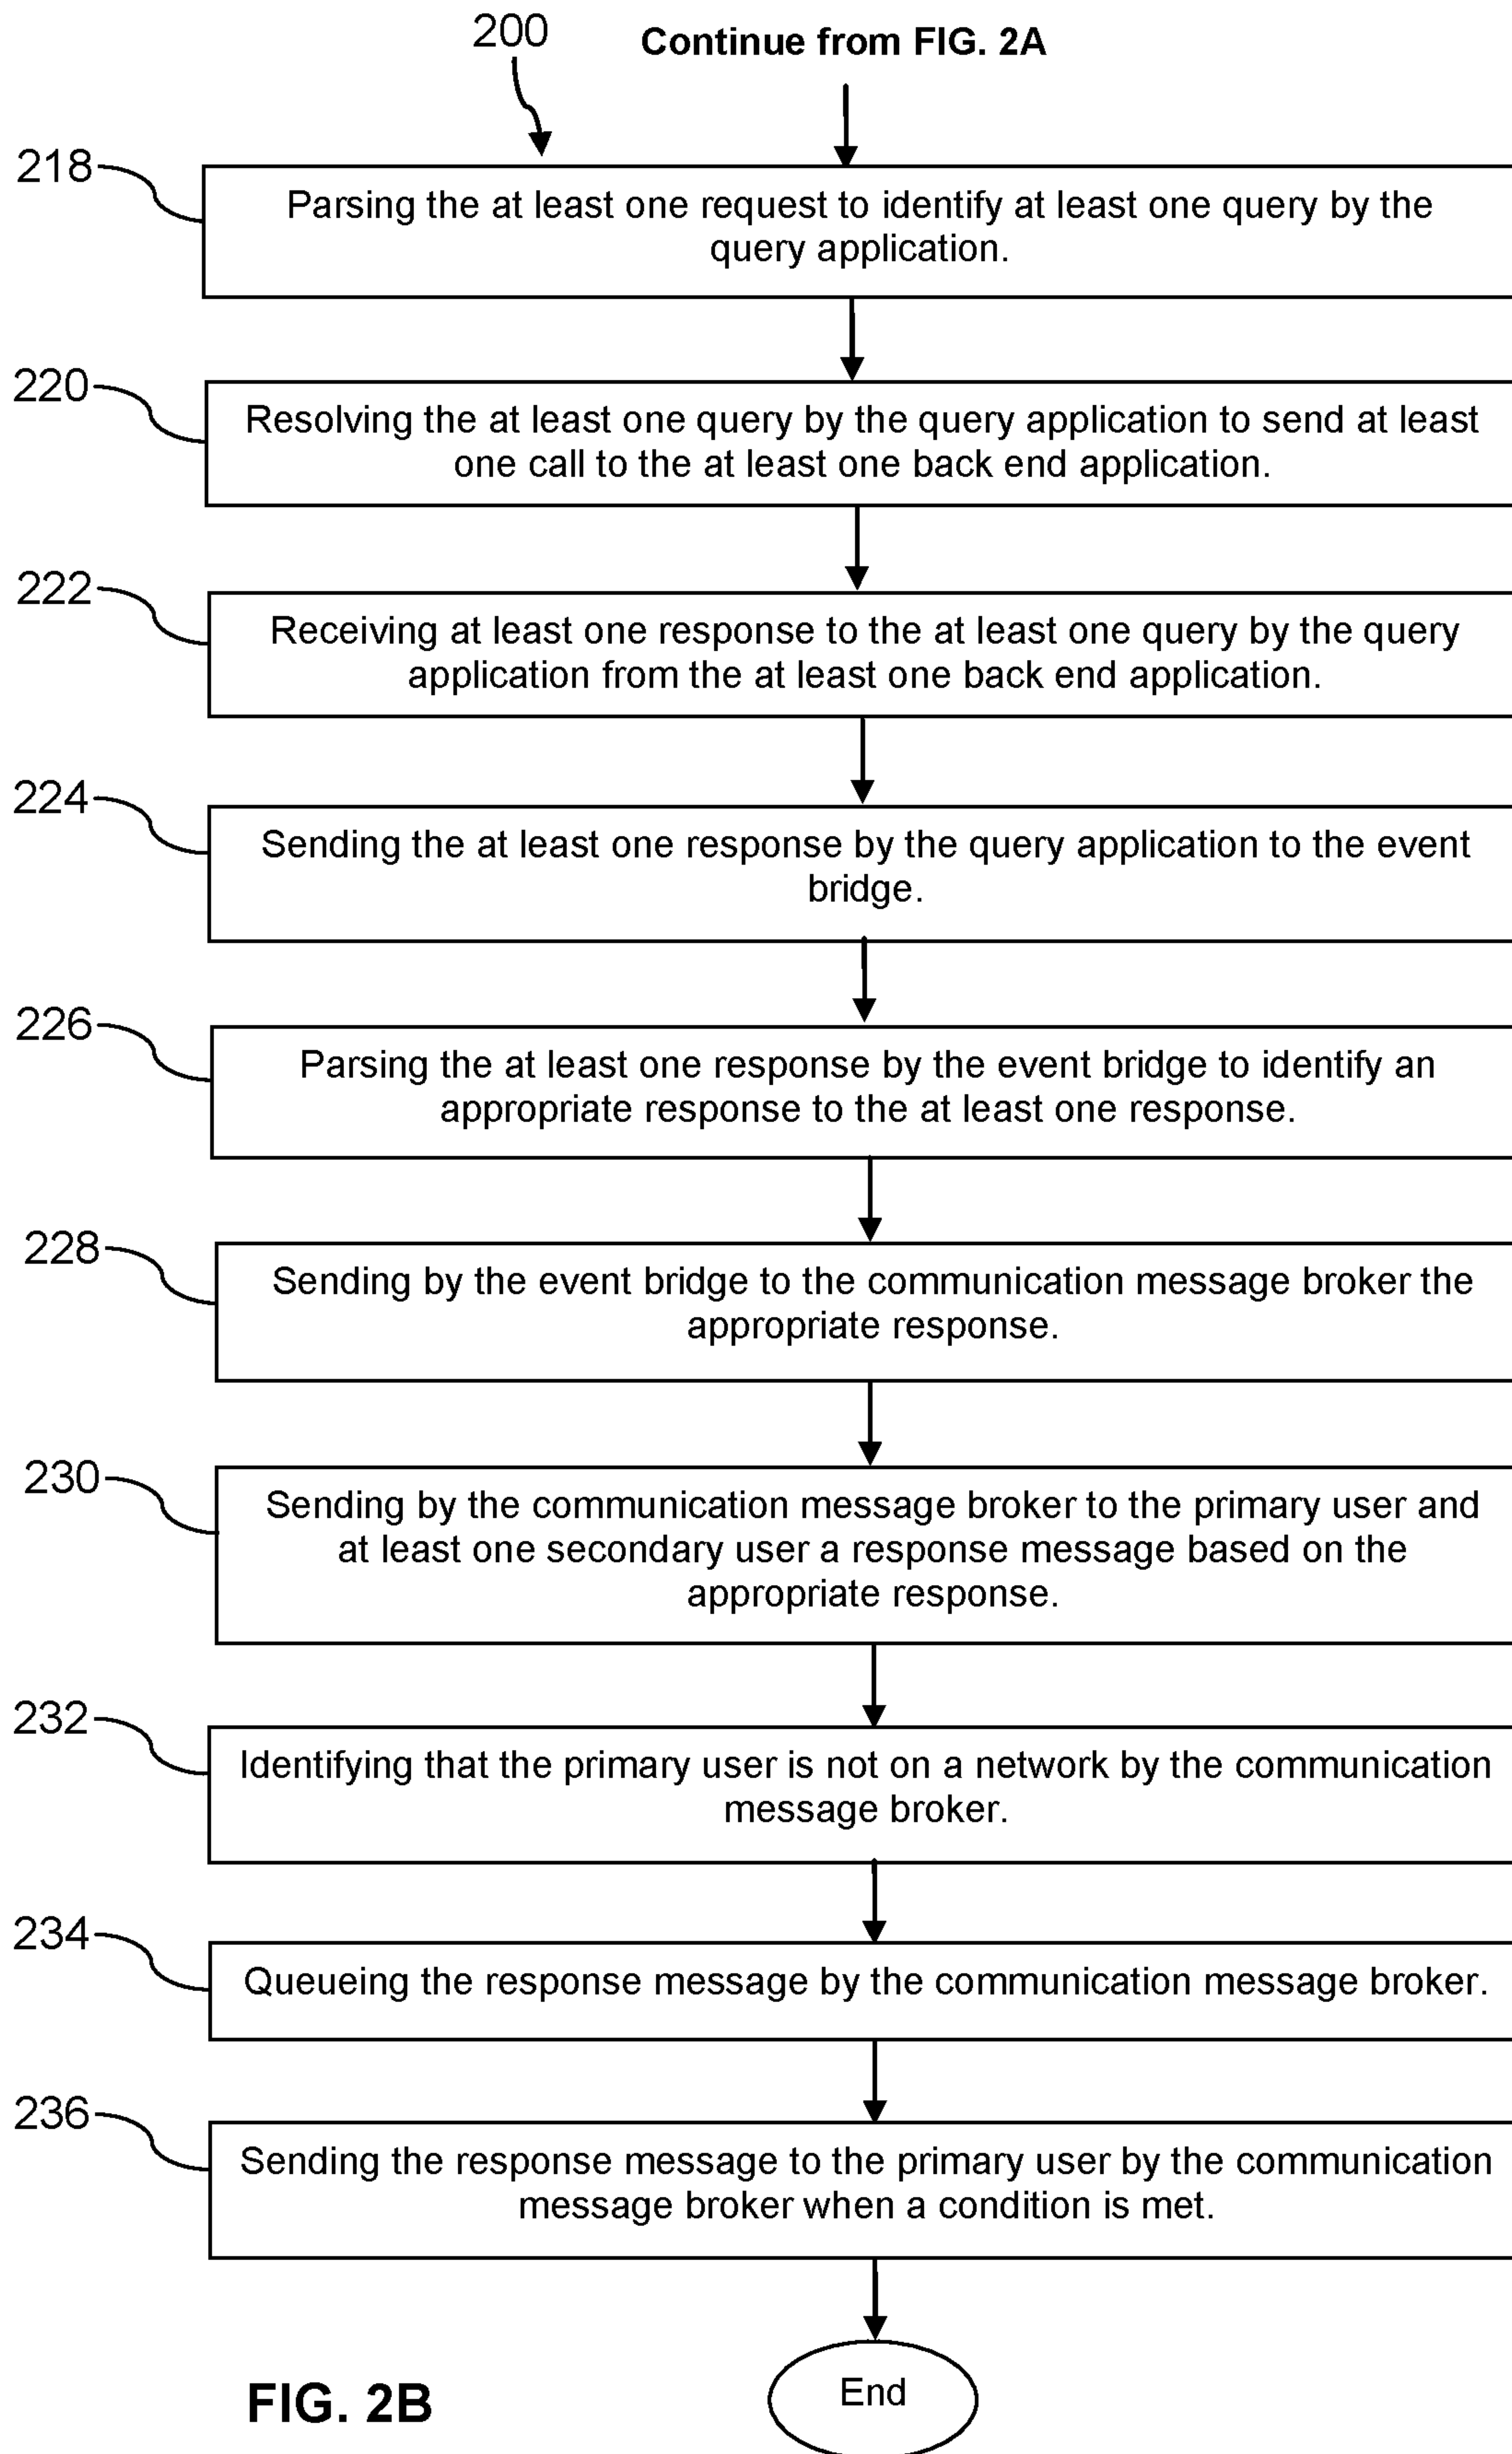 200
Continue from FIG. 2A
218
Parsing the at least one request to identify at least one query by the
query application.
220
Resolving the at least one query by the query application to send at least
one call to the at least one back end application.
222
Receiving at least one response to the at least one query by the query
application from the at least one back end application.
224
Sending the at least one response by the query application to the event
bridge.
226
Parsing the at least one response by the event bridge to identify an
appropriate response to the at least one response.
228
Sending by the event bridge to the communication message broker the
appropriate response.
230
Sending by the communication message broker to the primary user and
at least one secondary user a response message based on the
appropriate response.
232
Identifying that the primary user is not on a network by the communication
message broker.
234
Queueing the response message by the communication message broker.
236
Sending the response message to the primary user by the communication
message broker when a condition is met.
End
FIG. 2B